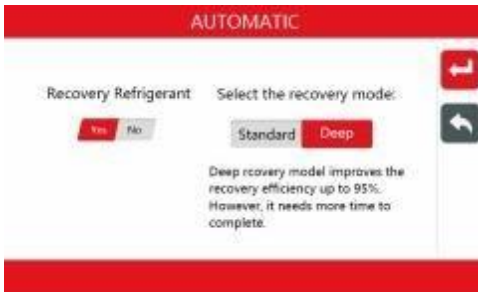 AUTOMATIC
Recovery Refrigerant
Yes No
Select the recovery mode:
Standard Deep
Deep rcovery model improves the
recovery efficiency up to 95%.
However, it needs more time to
complete.